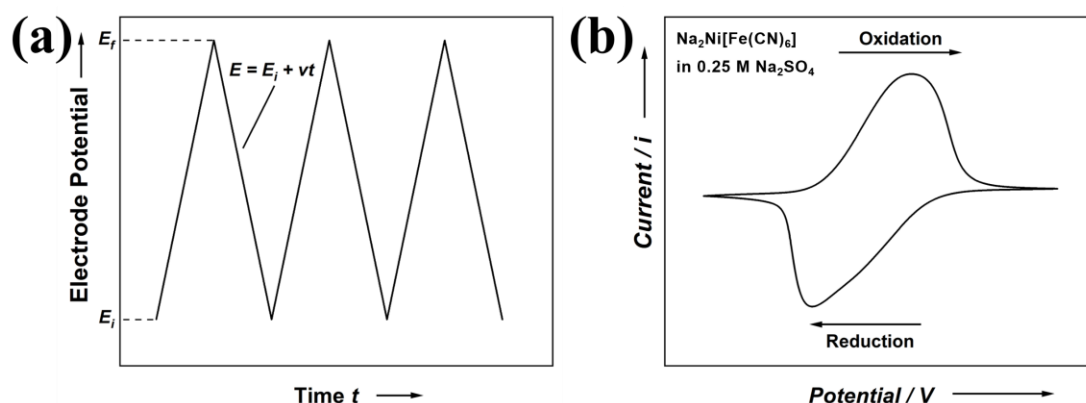 (a)
Electrode Potential
E_f
E = E_i + vt
E_i
Time t
(b)
Na₂Ni[Fe(CN)₆]
in 0.25 M Na₂SO₄
Oxidation
Current / i
Reduction
Potential / V